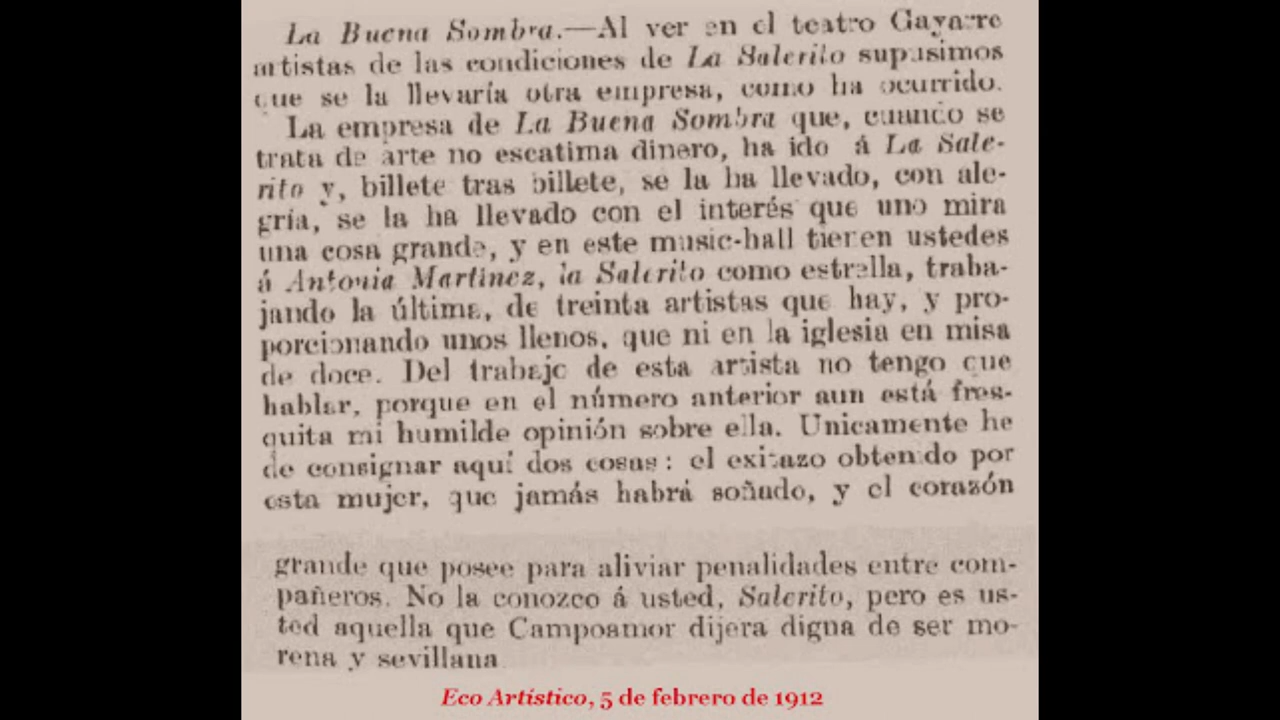 La Buena Sombra.—Al ver en el teatro Gayarre
artistas de las condiciones de La Salerito supusimos
que se la llevaría otra empresa, como ha ocurrido.
La empresa de La Buena Sombra que, cuando se
trata de arte no escatima dinero, ha ido á La Sale-
rito y, billete tras billete, se la ha llevado, con ale-
gría, se la ha llevado con el interés que uno mira
una cosa grande, y en este music-hall tienen ustedes
á Antonia Martinez, la Salerito como estrella, traba-
jando la última, de treinta artistas que hay, y pro-
porcionando unos llenos, que ni en la iglesia en misa
de doce. Del trabajo de esta artista no tengo que
hablar, porque en el número anterior aun está fres-
quita mi humilde opinión sobre ella. Unicamente he
de consignar aquí dos cosas: el exitazo obtenido por
esta mujer, que jamás habrá soñado, y el corazón
grande que posee para aliviar penalidades entre com-
pañeros. No la conozco á usted, Salerito, pero es us-
ted aquella que Campoamor dijera digna de ser mo-
rena y sevillana
Eco Artístico, 5 de febrero de 1912